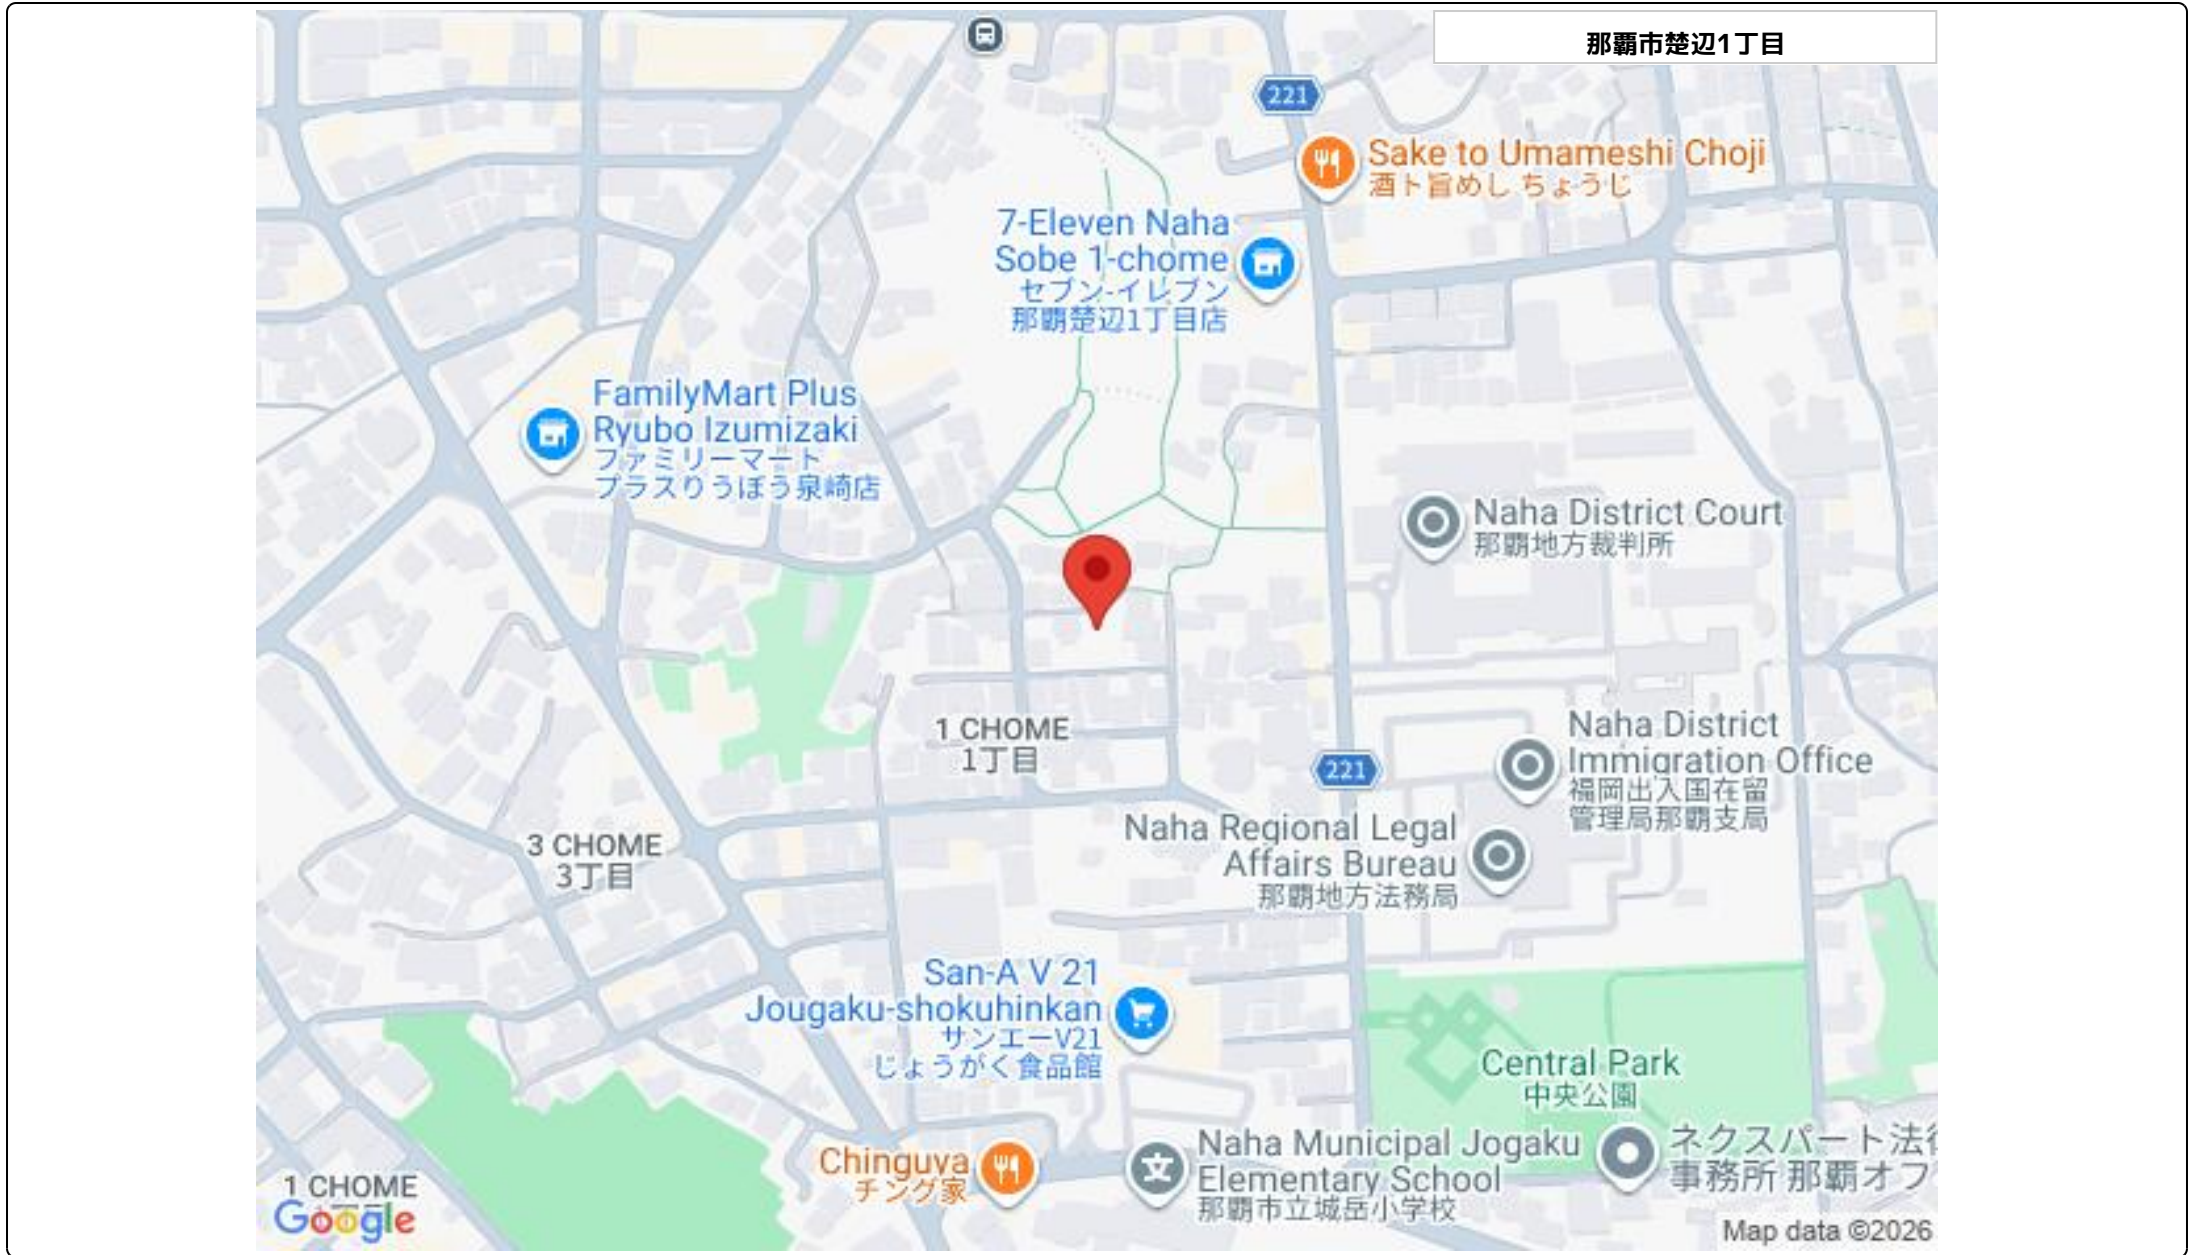 那覇市楚辺1丁目
221
Sake to Umameshi Choji
酒ト旨めし ちょうじ
7-Eleven Naha
Sobe 1-chome
セブン-イレブン
那覇楚辺1丁目店
FamilyMart Plus
Ryubo Izumizaki
ファミリーマート
プラスりうぼう泉崎店
Naha District Court
那覇地方裁判所
1 CHOME
1丁目
Naha District
Immigration Office
福岡出入国在留
管理局那覇支局
221
Naha Regional Legal
Affairs Bureau
那覇地方法務局
3 CHOME
3丁目
San-A V 21
Jougaku-shokuhinkan
サンエーV21
じょうがく食品館
Central Park
中央公園
Chinguya
チング家
Naha Municipal Jogaku
Elementary School
那覇市立城岳小学校
ネクスパート法律
事務所 那覇オフ
1 CHOME
Google
Map data ©2026